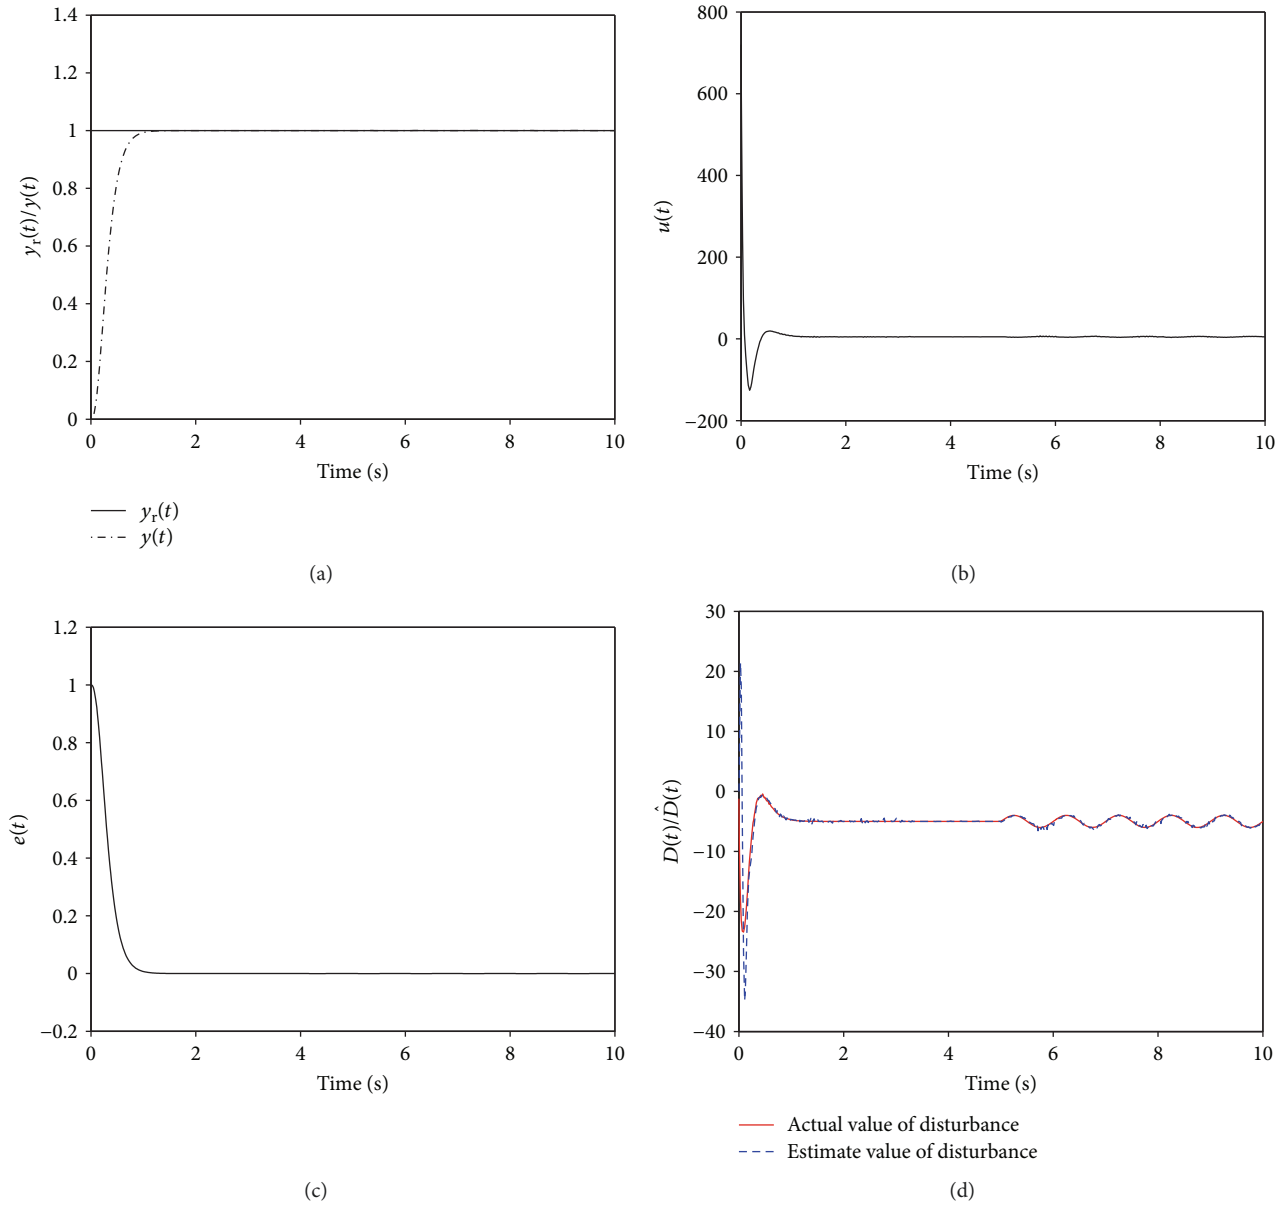 1.4
1.2
1
0.8
0.6
0.4
0.2
0
0 2 4 6 8 10
Time (s)
yr(t)/y(t)
yr(t)
y(t)
(a)
800
600
400
200
0
−200
0 2 4 6 8 10
Time (s)
u(t)
(b)
1.2
1
0.8
0.6
0.4
0.2
0
−0.2
0 2 4 6 8 10
Time (s)
e(t)
(c)
30
20
10
0
−10
−20
−30
−40
0 2 4 6 8 10
Time (s)
D(t)/D̂(t)
Actual value of disturbance
Estimate value of disturbance
(d)